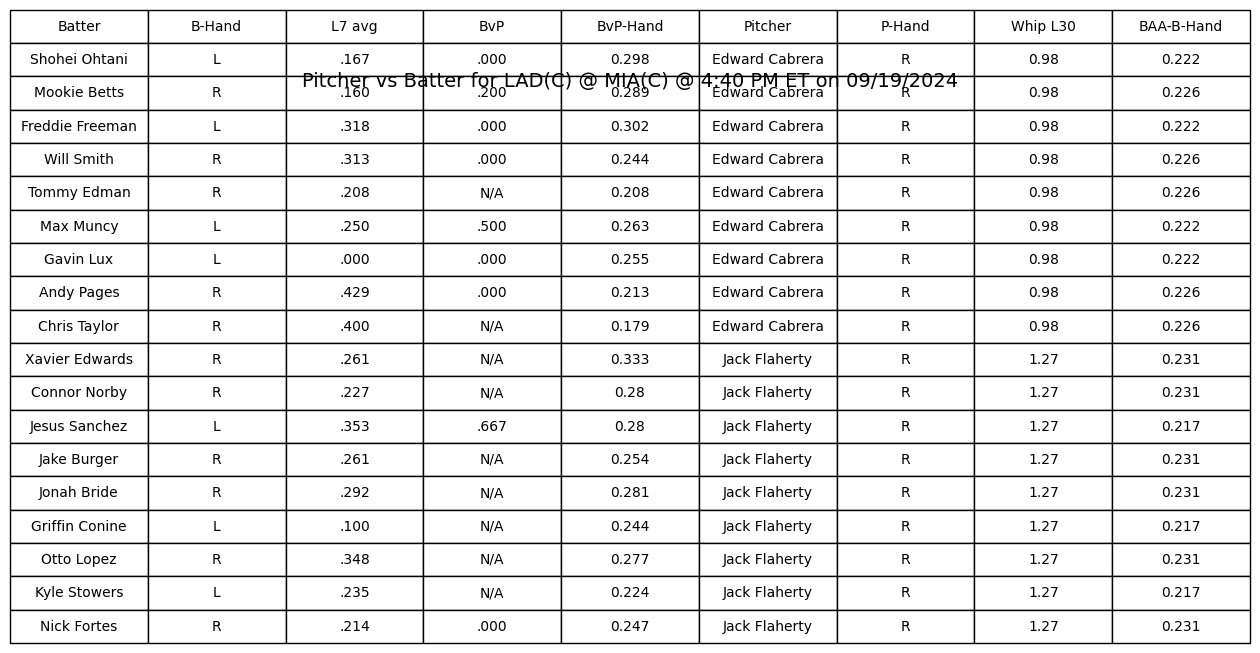 Batter B-Hand L7 avg BvP BvP-Hand Pitcher P-Hand Whip L30 BAA-B-Hand
Shohei Ohtani L .167 .000 0.298 Edward Cabrera R 0.98 0.222
Pitcher vs Batter for LAD(C) @ MIA(C) @ 4:40 PM ET on 09/19/2024
Mookie Betts R .160 .200 0.289 Edward Cabrera R 0.98 0.226
Freddie Freeman L .318 .000 0.302 Edward Cabrera R 0.98 0.222
Will Smith R .313 .000 0.244 Edward Cabrera R 0.98 0.226
Tommy Edman R .208 N/A 0.208 Edward Cabrera R 0.98 0.226
Max Muncy L .250 .500 0.263 Edward Cabrera R 0.98 0.222
Gavin Lux L .000 .000 0.255 Edward Cabrera R 0.98 0.222
Andy Pages R .429 .000 0.213 Edward Cabrera R 0.98 0.226
Chris Taylor R .400 N/A 0.179 Edward Cabrera R 0.98 0.226
Xavier Edwards R .261 N/A 0.333 Jack Flaherty R 1.27 0.231
Connor Norby R .227 N/A 0.28 Jack Flaherty R 1.27 0.231
Jesus Sanchez L .353 .667 0.28 Jack Flaherty R 1.27 0.217
Jake Burger R .261 N/A 0.254 Jack Flaherty R 1.27 0.231
Jonah Bride R .292 N/A 0.281 Jack Flaherty R 1.27 0.231
Griffin Conine L .100 N/A 0.244 Jack Flaherty R 1.27 0.217
Otto Lopez R .348 N/A 0.277 Jack Flaherty R 1.27 0.231
Kyle Stowers L .235 N/A 0.224 Jack Flaherty R 1.27 0.217
Nick Fortes R .214 .000 0.247 Jack Flaherty R 1.27 0.231